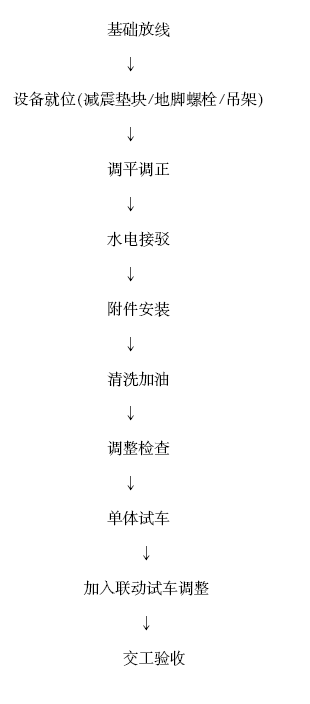 基础放线
↓
设备就位(减震垫块/地脚螺栓/吊架)
↓
调平调正
↓
水电接驳
↓
附件安装
↓
清洗加油
↓
调整检查
↓
单体试车
↓
加入联动试车调整
↓
交工验收